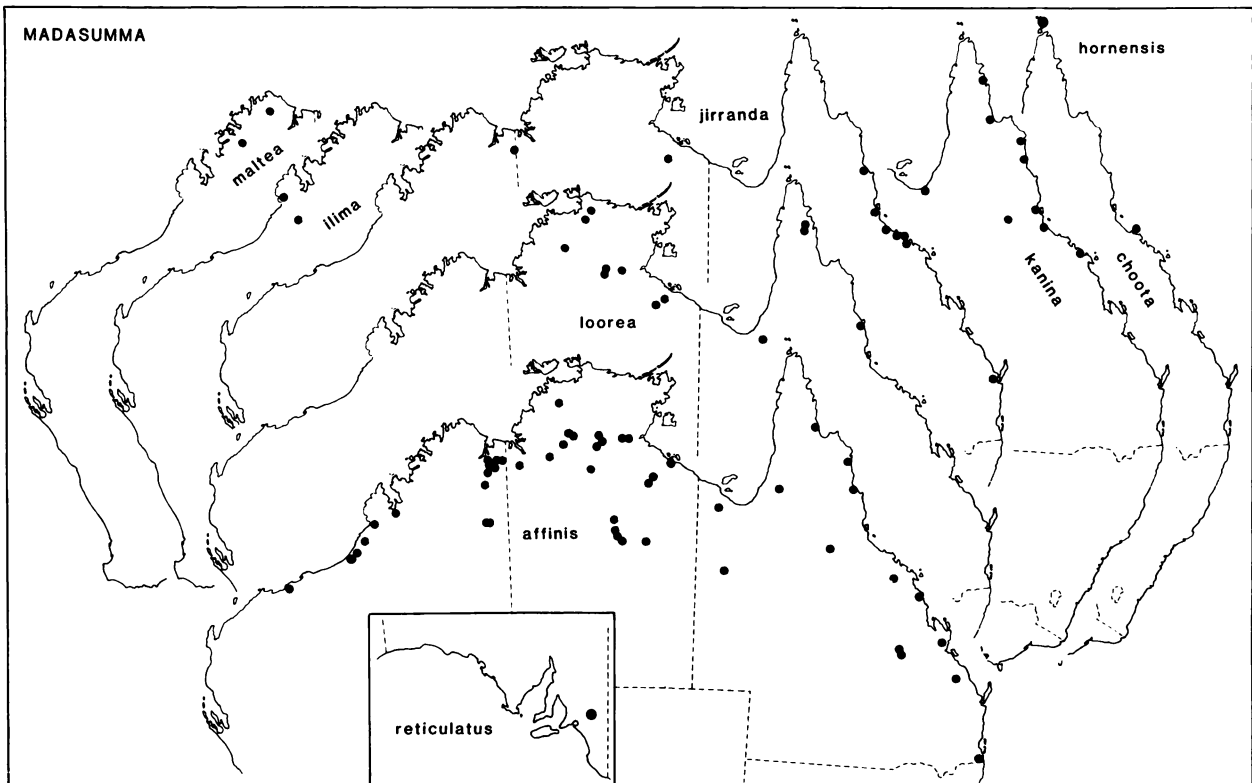 MADASUMMA
hornensis
jirranda
maltea
ilima
kanina
choota
loorea
affinis
reticulatus